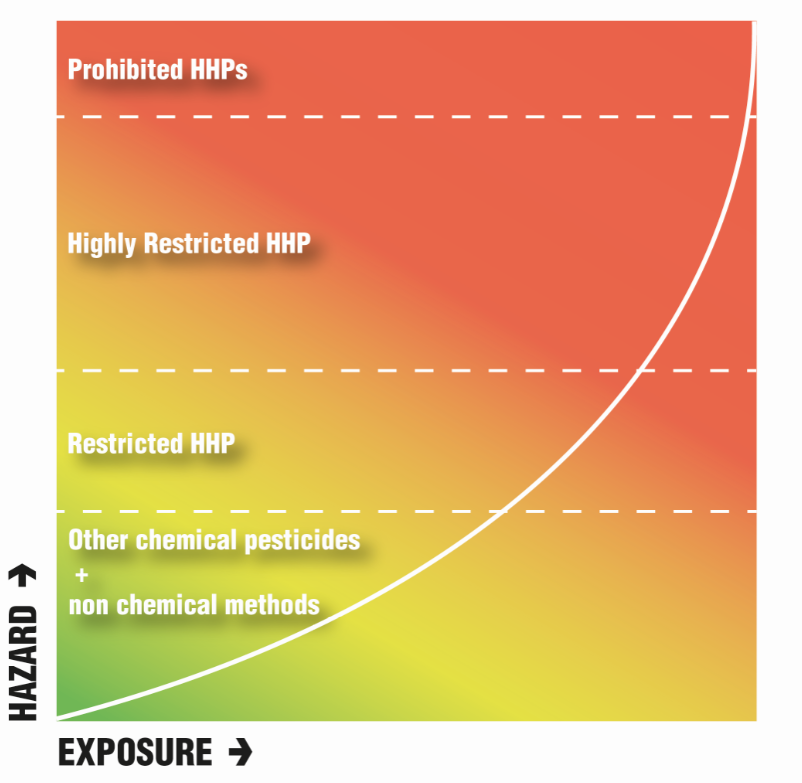 Prohibited HHPs
Highly Restricted HHP
Restricted HHP
Other chemical pesticides
+
non chemical methods
HAZARD →
EXPOSURE →